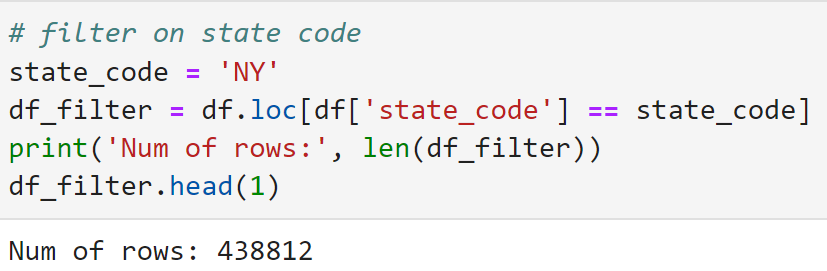 # filter on state code
state_code = 'NY'
df_filter = df.loc[df['state_code'] == state_code]
print('Num of rows:', len(df_filter))
df_filter.head(1)
Num of rows: 438812